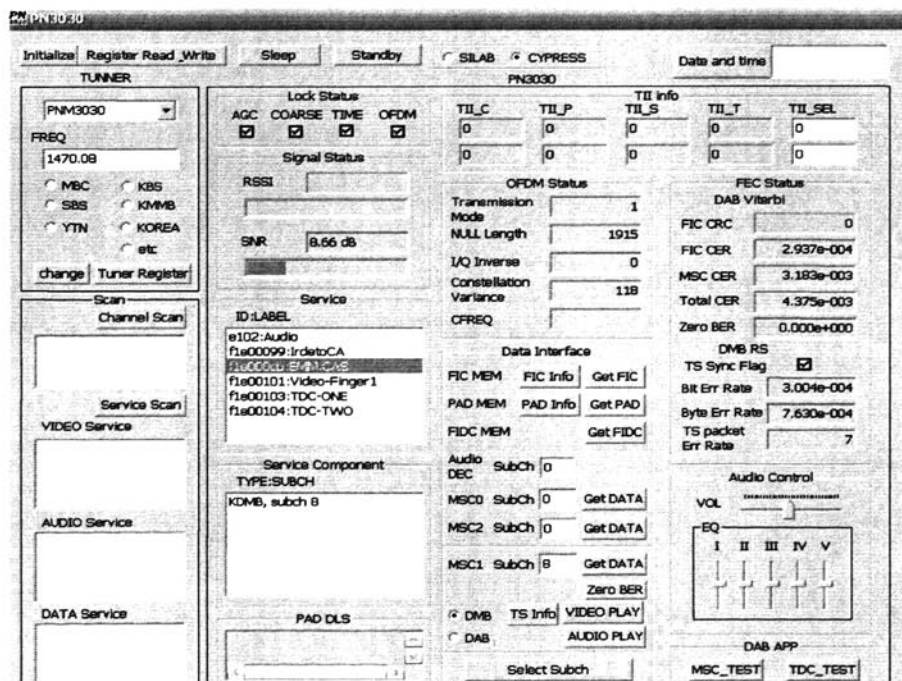 PN3030
Initialize Register Read _Write Sleep Standby SILAB CYPRESS Date and time
TUNNER
PN3030
PNM3030
FREQ
1470.08
MBC KBS
SBS KMMB
YTN KOREA
etc
change Tuner Register
Scan
Channel Scan
Service Scan
VIDEO Service
AUDIO Service
DATA Service
Lock Status
AGC COARSE TIME OFDM
Signal Status
RSSI
SNR 8.66 dB
Service
ID:LABEL
e102:Audio
f1e00099:IrdetoCA
f1e00101:Video-Finger1
f1e00103:TDC-ONE
f1e00104:TDC-TWO
Service Component
TYPE:SUBCH
KDMB, subch 8
PAD DLS
TII info
TII_C TII_P TII_S TII_T TII_SEL
0 0 0 0 0
0 0 0 0 0
OFDM Status
Transmission
Mode 1
NULL Length 1915
I/Q Inverse 0
Constellation
Variance 118
CFREQ
Data Interface
FIC MEM FIC Info Get FIC
PAD MEM PAD Info Get PAD
FIDC MEM Get FIDC
Audio
DEC SubCh 0
MSC0 SubCh 0 Get DATA
MSC2 SubCh 0 Get DATA
MSC1 SubCh 8 Get DATA
Zero BER
DMB TS Info VIDEO PLAY
DAB AUDIO PLAY
Select Subch
FEC Status
DAB Viterbi
FIC CRC 0
FIC CER 2.937e-004
MSC CER 3.183e-003
Total CER 4.375e-003
Zero BER 0.000e+000
DMB RS
TS Sync Flag
Bit Err Rate 3.004e-004
Byte Err Rate 7.630e-004
TS packet
Err Rate 7
Audio Control
VOL
EQ
I II III IV V
DAB APP
MSC_TEST TDC_TEST